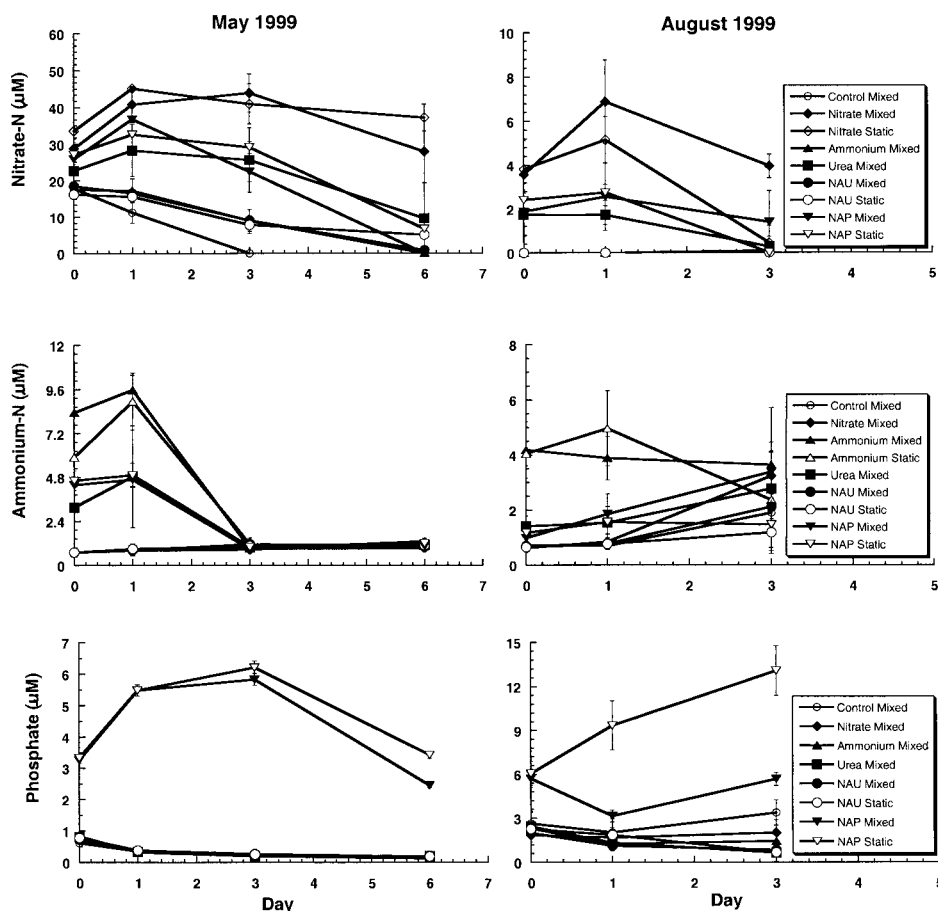 May 1999
August 1999
Nitrate-N (µM)
60
50
40
30
20
10
0
0
1
2
3
4
5
6
7
10
8
6
4
2
0
0
1
2
3
4
5
Control Mixed
Nitrate Mixed
Nitrate Static
Ammonium Mixed
Urea Mixed
NAU Mixed
NAU Static
NAP Mixed
NAP Static
Ammonium-N (µM)
12
9.6
7.2
4.8
2.4
0
0
1
2
3
4
5
6
7
8
6
4
2
0
0
1
2
3
4
5
Control Mixed
Nitrate Mixed
Ammonium Mixed
Ammonium Static
Urea Mixed
NAU Mixed
NAU Static
NAP Mixed
NAP Static
Phosphate (µM)
7
6
5
4
3
2
1
0
0
1
2
3
4
5
6
7
Day
15
12
9
6
3
0
0
1
2
3
4
5
Day
Control Mixed
Nitrate Mixed
Ammonium Mixed
Urea Mixed
NAU Mixed
NAU Static
NAP Mixed
NAP Static